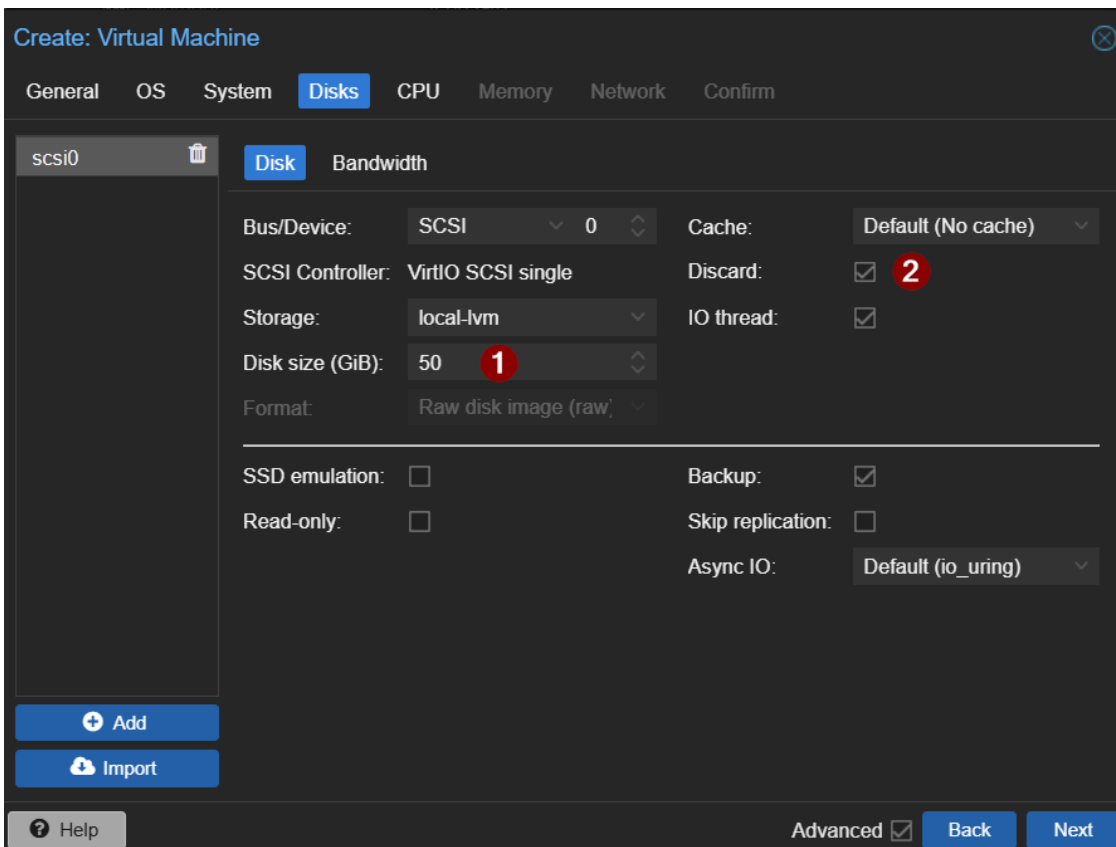 Create: Virtual Machine
General OS System Disks CPU Memory Network Confirm
scsi0
Disk Bandwidth
Bus/Device: SCSI 0 Cache: Default (No cache)
SCSI Controller: VirtIO SCSI single Discard: 2
Storage: local-lvm IO thread:
Disk size (GiB): 50 1
Format: Raw disk image (raw)
SSD emulation: Backup:
Read-only: Skip replication:
Async IO: Default (io_uring)
Add
Import
Help Advanced Back Next